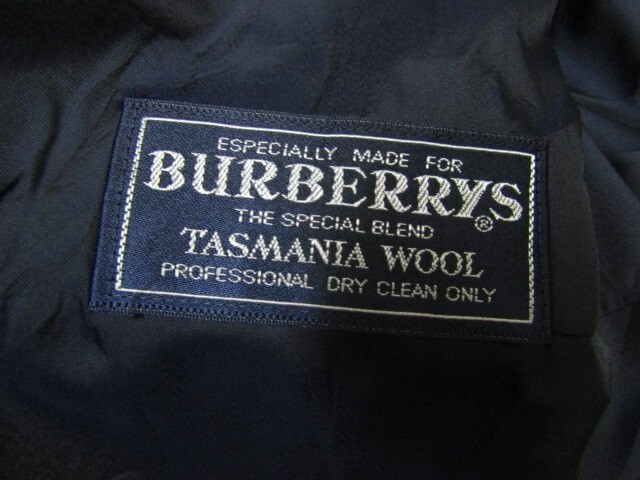 ESPECIALLY MADE FOR
BURBERRYS®
THE SPECIAL BLEND
TASMANIA WOOL
PROFESSIONAL DRY CLEAN ONLY